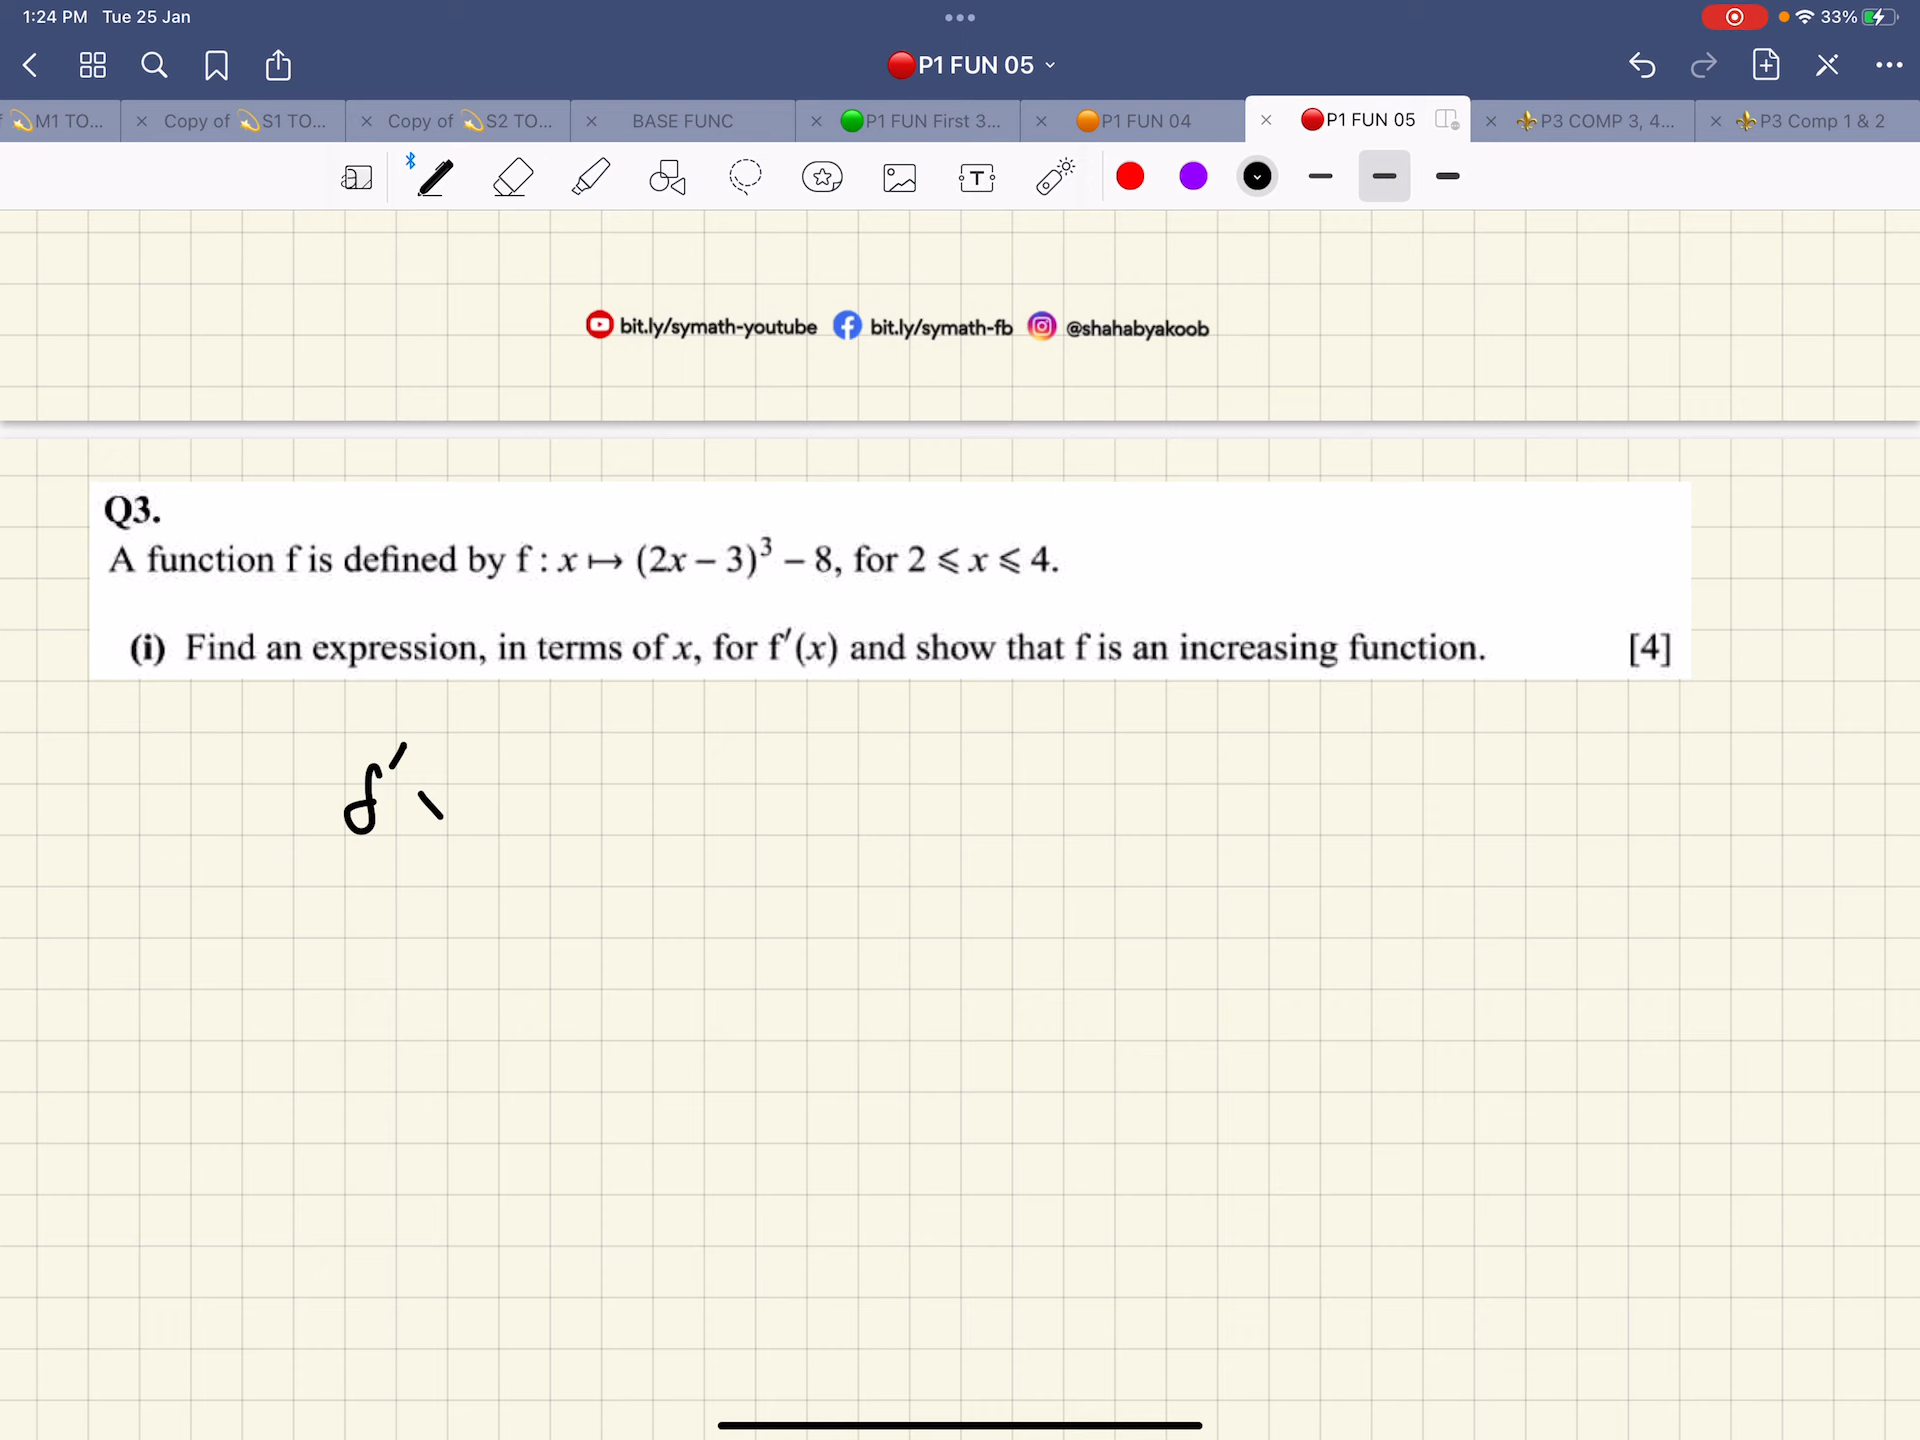 1:24 PM Tue 25 Jan
33%
P1 FUN 05
M1 TO... Copy of S1 TO... Copy of S2 TO... BASE FUNC P1 FUN First 3... P1 FUN 04 P1 FUN 05 P3 COMP 3, 4... P3 Comp 1 & 2
bit.ly/symath-youtube bit.ly/symath-fb @shahabyakoob
Q3.
A function f is defined by f : x ↦ (2x – 3)³ – 8, for 2 ⩽ x ⩽ 4.
(i) Find an expression, in terms of x, for f′(x) and show that f is an increasing function. [4]
f′